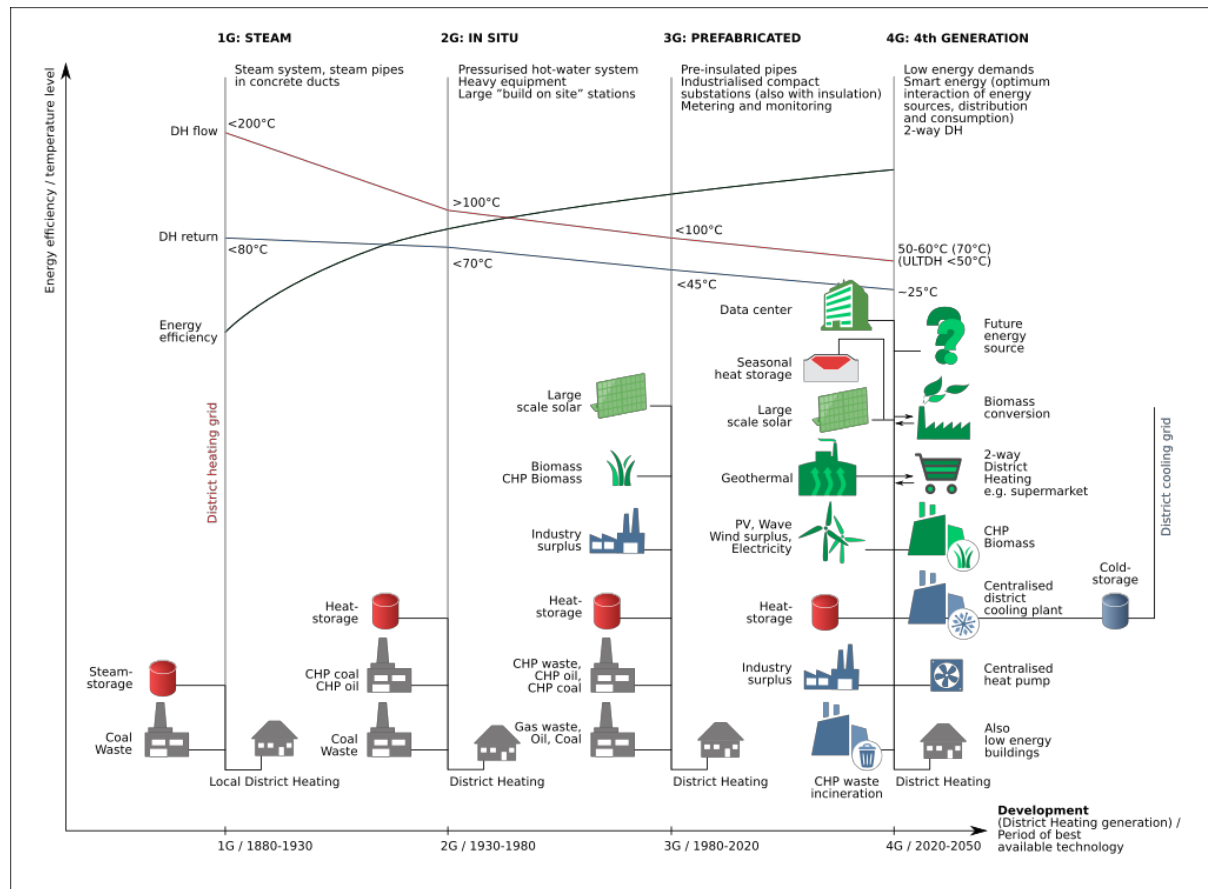 1G: STEAM
2G: IN SITU
3G: PREFABRICATED
4G: 4th GENERATION
Steam system, steam pipes
in concrete ducts
Pressurised hot-water system
Heavy equipment
Large "build on site" stations
Pre-insulated pipes
Industrialised compact
substations (also with insulation)
Metering and monitoring
Low energy demands
Smart energy (optimum
interaction of energy
sources, distribution
and consumption)
2-way DH
Energy efficiency / temperature level
DH flow
<200°C
>100°C
<100°C
50-60°C (70°C)
(ULTDH <50°C)
DH return
<80°C
<70°C
<45°C
~25°C
Energy
efficiency
District heating grid
Data center
Future
energy
source
Seasonal
heat storage
Large
scale solar
Large
scale solar
Biomass
conversion
Biomass
CHP Biomass
Geothermal
2-way
District
Heating
e.g. supermarket
District cooling grid
Industry
surplus
PV, Wave
Wind surplus,
Electricity
CHP
Biomass
Heat-
storage
Heat-
storage
Heat-
storage
Centralised
district
cooling plant
Cold-
storage
Steam-
storage
CHP coal
CHP oil
CHP waste,
CHP oil,
CHP coal
Industry
surplus
Centralised
heat pump
Coal
Waste
Coal
Waste
Gas waste,
Oil, Coal
Also
low energy
buildings
Local District Heating
District Heating
District Heating
CHP waste
incineration
District Heating
Development
(District Heating generation) /
Period of best
available technology
1G / 1880-1930
2G / 1930-1980
3G / 1980-2020
4G / 2020-2050